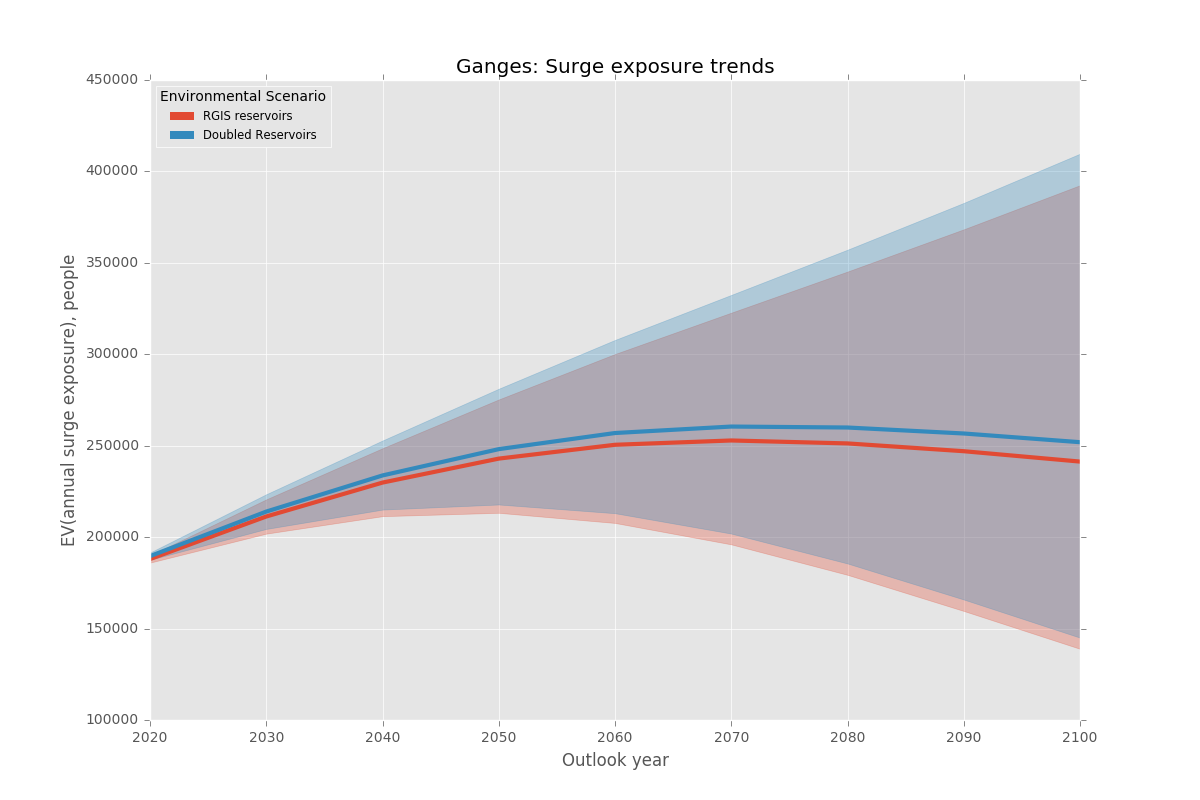 Ganges: Surge exposure trends
Environmental Scenario
RGIS reservoirs
Doubled Reservoirs
450000
400000
350000
300000
250000
200000
150000
100000
EV(annual surge exposure), people
2020 2030 2040 2050 2060 2070 2080 2090 2100
Outlook year